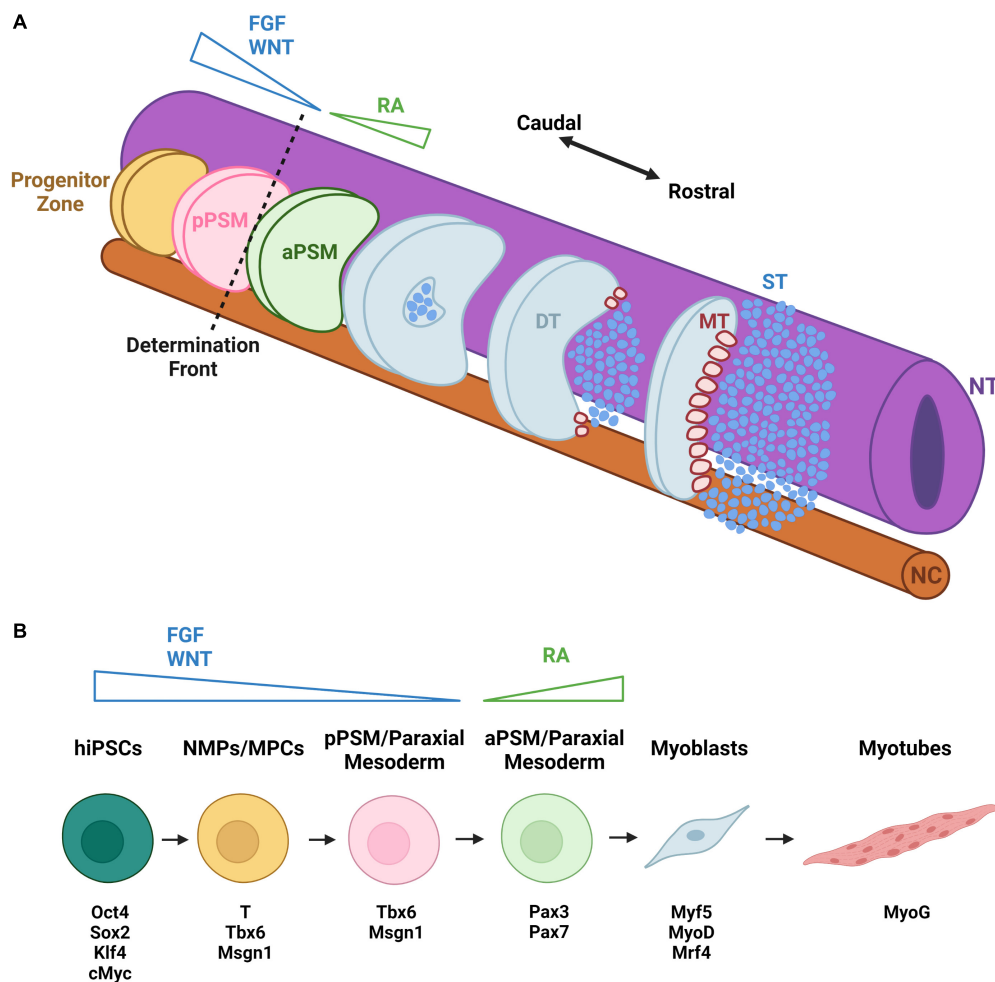 A
FGF
WNT
RA
Caudal
Rostral
Progenitor
Zone
pPSM
aPSM
Determination
Front
DT
MT
ST
NT
NC
B
FGF
WNT
RA
hiPSCs
NMPs/MPCs
pPSM/Paraxial
Mesoderm
aPSM/Paraxial
Mesoderm
Myoblasts
Myotubes
Oct4
Sox2
Klf4
cMyc
T
Tbx6
Msgn1
Tbx6
Msgn1
Pax3
Pax7
Myf5
MyoD
Mrf4
MyoG